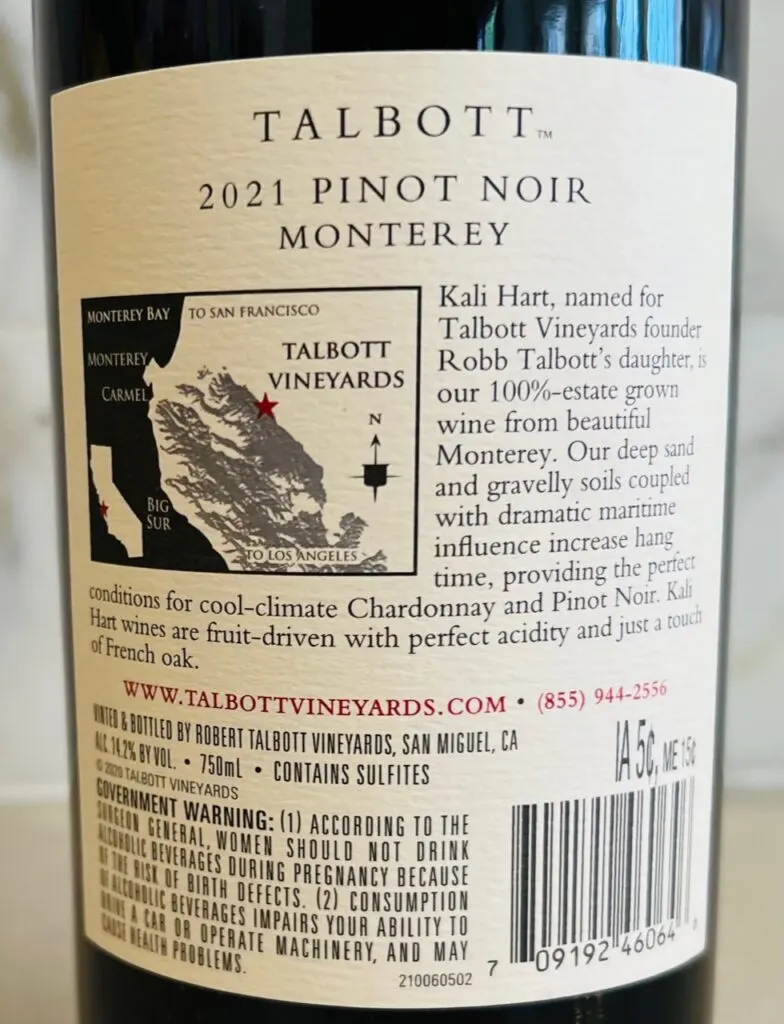 TALBOTT™
2021 PINOT NOIR
MONTEREY
MONTEREY BAY
TO SAN FRANCISCO
MONTEREY
CARMEL
TALBOTT
VINEYARDS
N
BIG
SUR
TO LOS ANGELES
Kali Hart, named for
Talbott Vineyards founder
Robb Talbott's daughter, is
our 100%-estate grown
wine from beautiful
Monterey. Our deep sand
and gravelly soils coupled
with dramatic maritime
influence increase hang
time, providing the perfect
conditions for cool-climate Chardonnay and Pinot Noir. Kali
Hart wines are fruit-driven with perfect acidity and just a touch
of French oak.
WWW.TALBOTTVINEYARDS.COM • (855) 944-2556
VINTED & BOTTLED BY ROBERT TALBOTT VINEYARDS, SAN MIGUEL, CA
ALC. 14.2% BY VOL. • 750mL • CONTAINS SULFITES
© 2020 TALBOTT VINEYARDS
IA 5¢, ME 15¢
GOVERNMENT WARNING: (1) ACCORDING TO THE
SURGEON GENERAL, WOMEN SHOULD NOT DRINK
ALCOHOLIC BEVERAGES DURING PREGNANCY BECAUSE
OF THE RISK OF BIRTH DEFECTS. (2) CONSUMPTION
OF ALCOHOLIC BEVERAGES IMPAIRS YOUR ABILITY TO
DRIVE A CAR OR OPERATE MACHINERY, AND MAY
CAUSE HEALTH PROBLEMS.
210060502
7 09192 46064